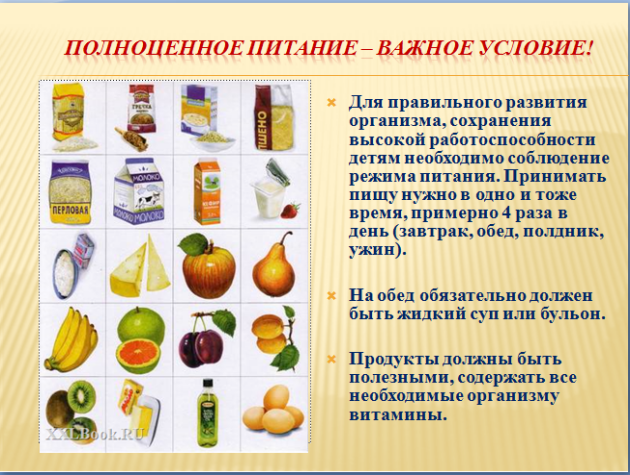 ПОЛНОЦЕННОЕ ПИТАНИЕ – ВАЖНОЕ УСЛОВИЕ!
ГРЕЧКА
ПШЕНО
ПЕРЛОВАЯ
МОЛОКО
МОЛОКО
МОЛОКО
Для правильного развития
организма, сохранения
высокой работоспособности
детям необходимо соблюдение
режима питания. Принимать
пищу нужно в одно и тоже
время, примерно 4 раза в
день (завтрак, обед, полдник,
ужин).
На обед обязательно должен
быть жидкий суп или бульон.
Продукты должны быть
полезными, содержать все
необходимые организму
витамины.
XXLBook.RU